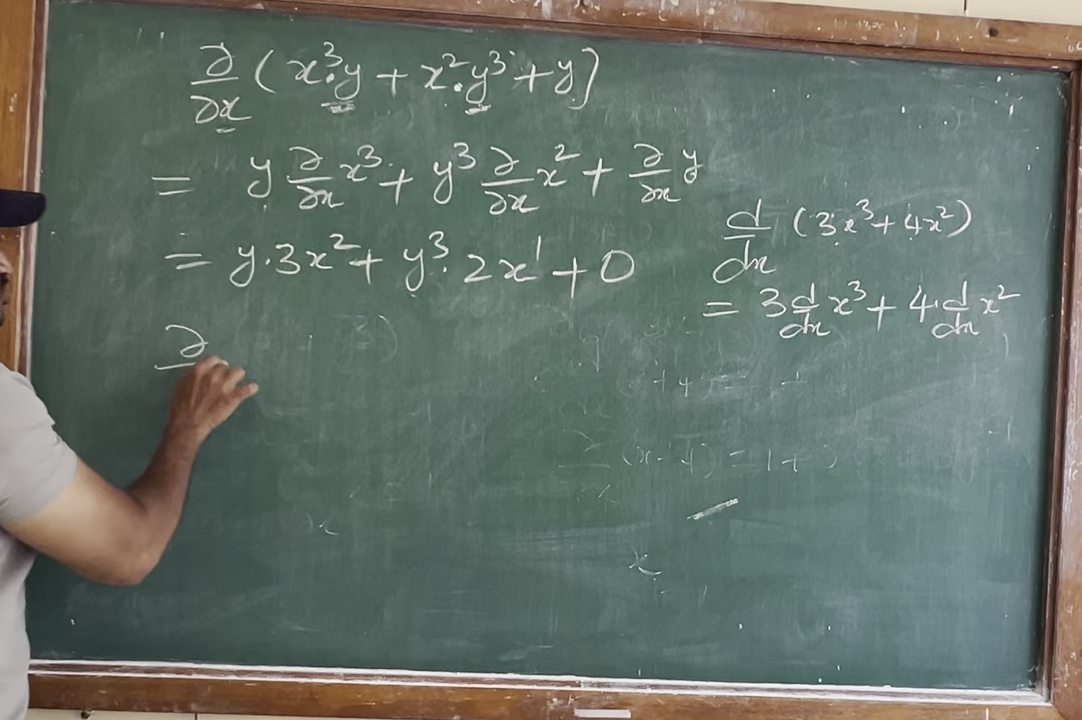 ∂/∂x (x³·y + x²·y³ + y)
= y ∂/∂x x³ + y³ ∂/∂x x² + ∂/∂x y
= y·3x² + y³·2x¹ + 0
∂
d/dx (3x³ + 4x²)
= 3 d/dx x³ + 4·d/dx x²